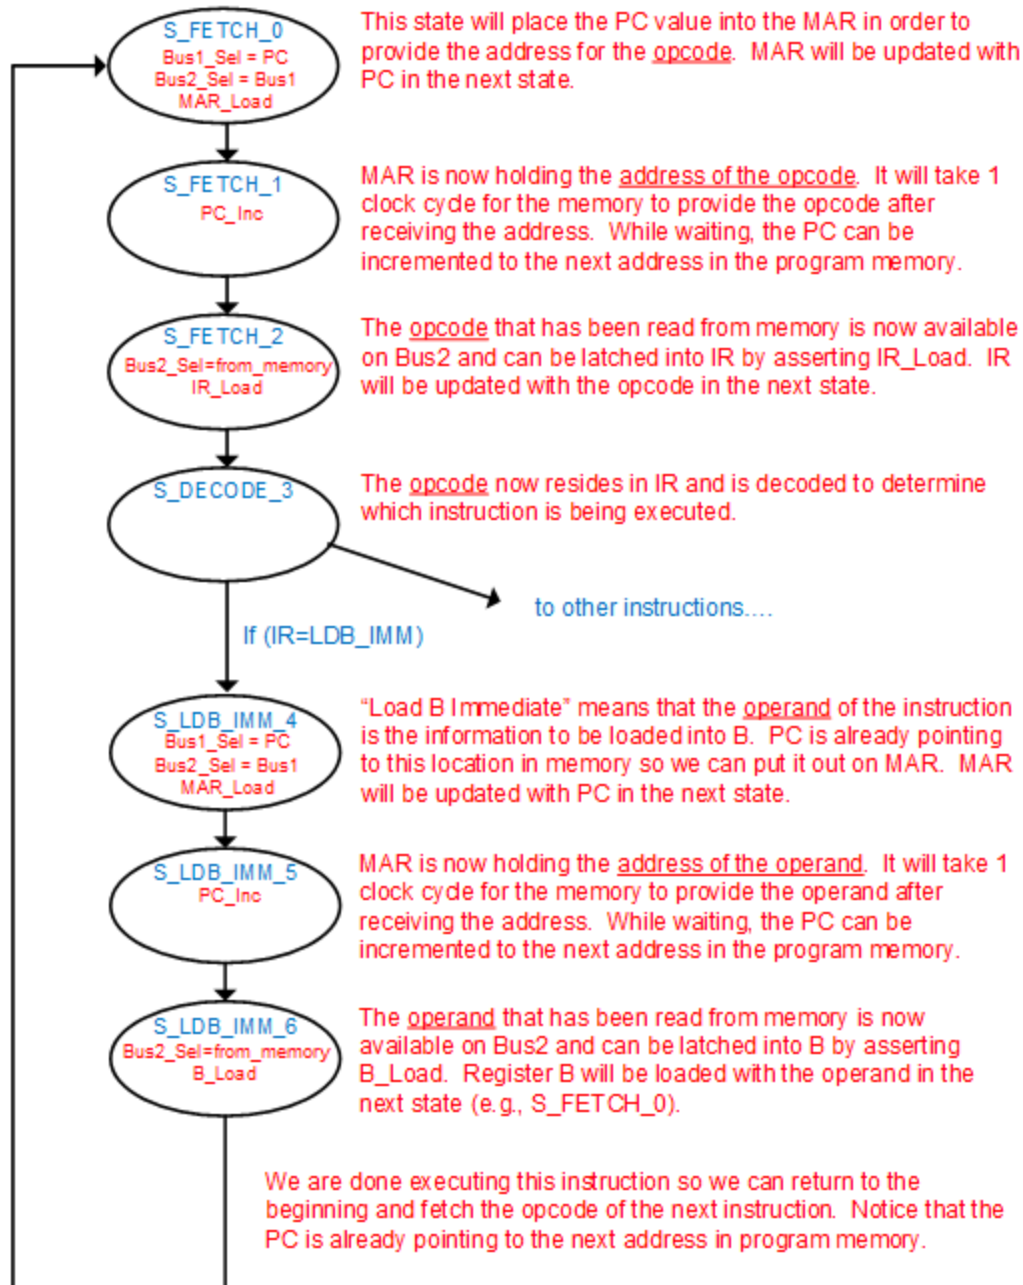 S_FETCH_0
Bus1_Sel = PC
Bus2_Sel = Bus1
MAR_Load
This state will place the PC value into the MAR in order to
provide the address for the opcode.  MAR will be updated with
PC in the next state.
S_FETCH_1
PC_Inc
MAR is now holding the address of the opcode.  It will take 1
clock cycle for the memory to provide the opcode after
receiving the address.  While waiting, the PC can be
incremented to the next address in the program memory.
S_FETCH_2
Bus2_Sel=from_memory
IR_Load
The opcode that has been read from memory is now available
on Bus2 and can be latched into IR by asserting IR_Load.  IR
will be updated with the opcode in the next state.
S_DECODE_3
The opcode now resides in IR and is decoded to determine
which instruction is being executed.
to other instructions....
If (IR=LDB_IMM)
S_LDB_IMM_4
Bus1_Sel = PC
Bus2_Sel = Bus1
MAR_Load
“Load B Immediate” means that the operand of the instruction
is the information to be loaded into B.  PC is already pointing
to this location in memory so we can put it out on MAR.  MAR
will be updated with PC in the next state.
S_LDB_IMM_5
PC_Inc
MAR is now holding the address of the operand.  It will take 1
clock cycle for the memory to provide the operand after
receiving the address.  While waiting, the PC can be
incremented to the next address in the program memory.
S_LDB_IMM_6
Bus2_Sel=from_memory
B_Load
The operand that has been read from memory is now
available on Bus2 and can be latched into B by asserting
B_Load.  Register B will be loaded with the operand in the
next state (e.g., S_FETCH_0).
We are done executing this instruction so we can return to the
beginning and fetch the opcode of the next instruction.  Notice that the
PC is already pointing to the next address in program memory.